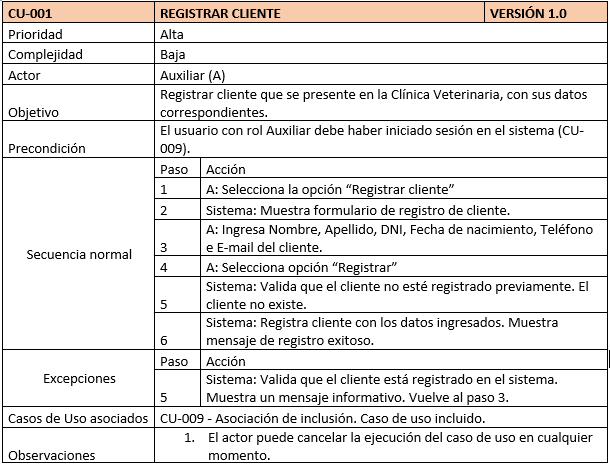 CU-001 REGISTRAR CLIENTE VERSIÓN 1.0
Prioridad Alta
Complejidad Baja
Actor Auxiliar (A)
Objetivo Registrar cliente que se presente en la Clínica Veterinaria, con sus datos
correspondientes.
Precondición El usuario con rol Auxiliar debe haber iniciado sesión en el sistema (CU-
009).
Secuencia normal
Paso Acción
1 A: Selecciona la opción “Registrar cliente”
2 Sistema: Muestra formulario de registro de cliente.
3 A: Ingresa Nombre, Apellido, DNI, Fecha de nacimiento, Teléfono
e E-mail del cliente.
4 A: Selecciona opción “Registrar”
5 Sistema: Valida que el cliente no esté registrado previamente. El
cliente no existe.
6 Sistema: Registra cliente con los datos ingresados. Muestra
mensaje de registro exitoso.
Excepciones
Paso Acción
5 Sistema: Valida que el cliente está registrado en el sistema.
Muestra un mensaje informativo. Vuelve al paso 3.
Casos de Uso asociados CU-009 - Asociación de inclusión. Caso de uso incluido.
Observaciones 1. El actor puede cancelar la ejecución del caso de uso en cualquier
momento.